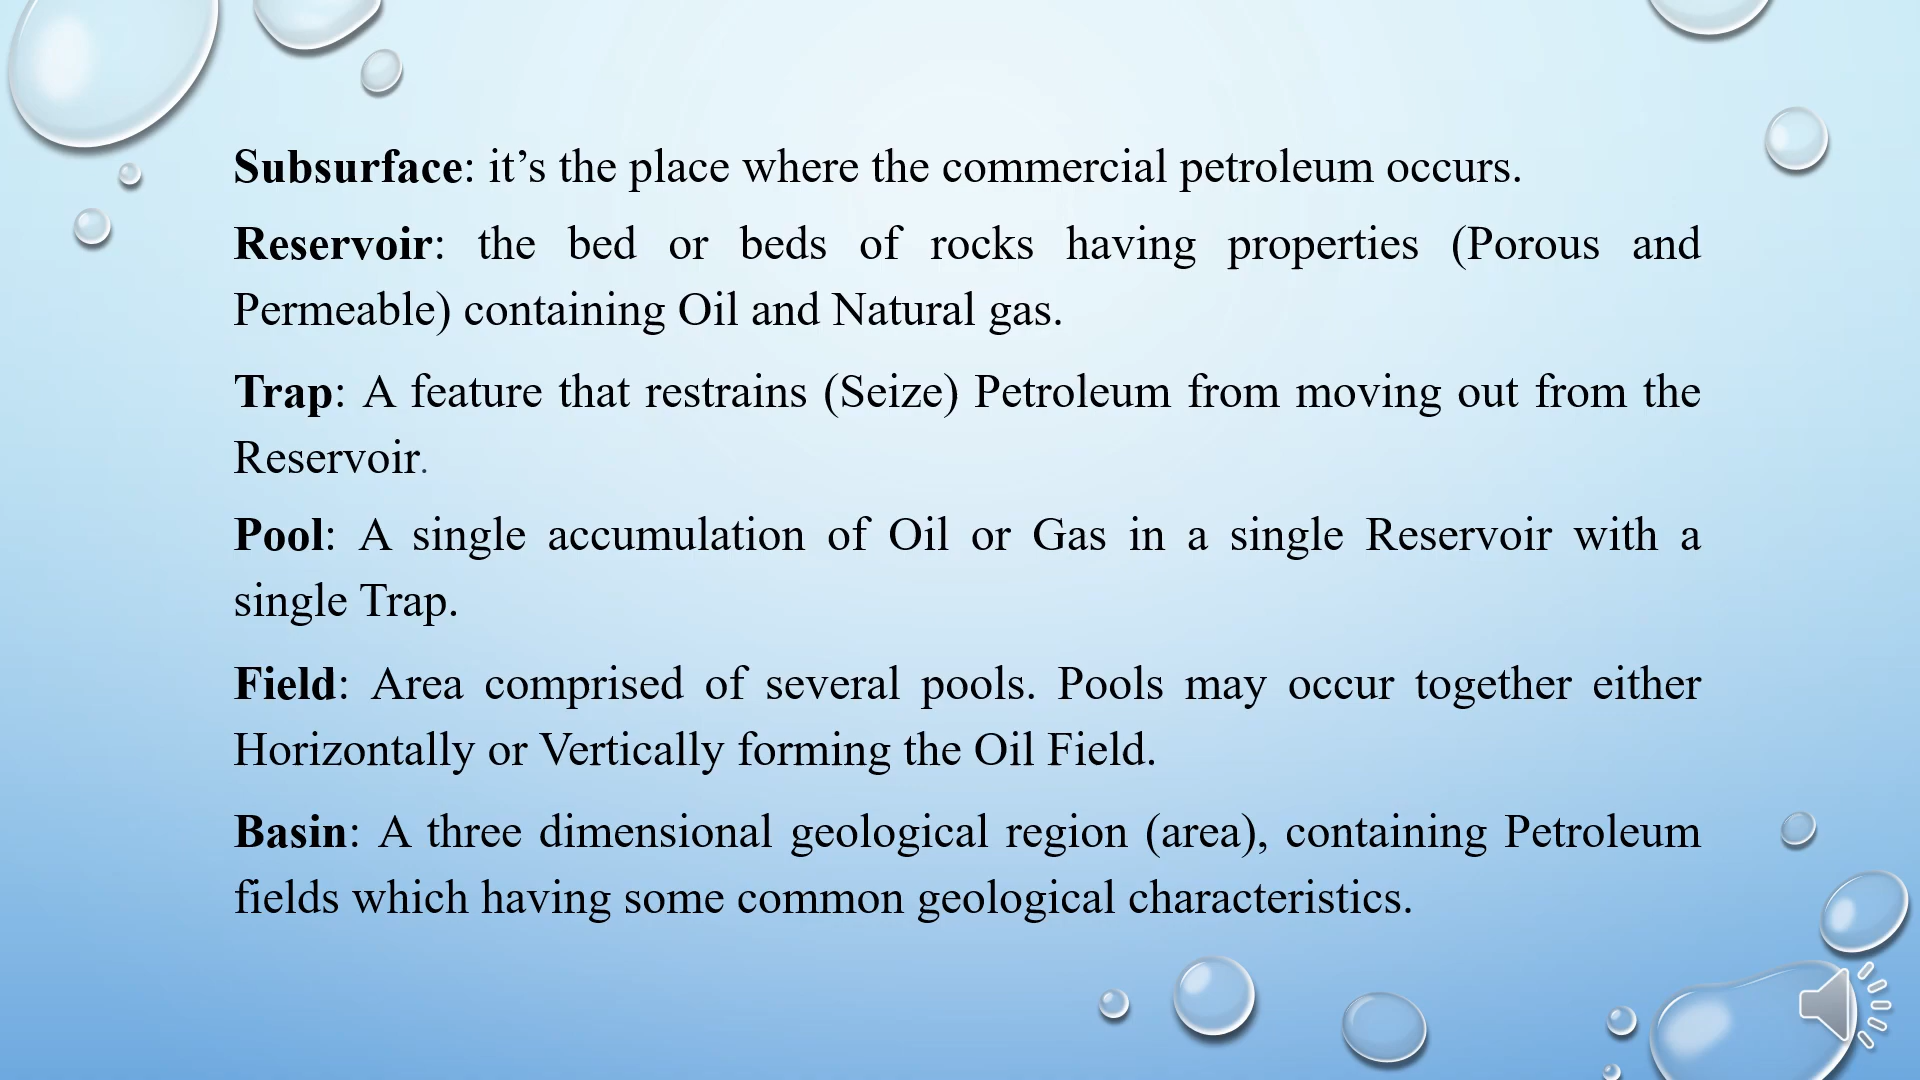 Subsurface: it’s the place where the commercial petroleum occurs.
Reservoir: the bed or beds of rocks having properties (Porous and
Permeable) containing Oil and Natural gas.
Trap: A feature that restrains (Seize) Petroleum from moving out from the
Reservoir.
Pool: A single accumulation of Oil or Gas in a single Reservoir with a
single Trap.
Field: Area comprised of several pools. Pools may occur together either
Horizontally or Vertically forming the Oil Field.
Basin: A three dimensional geological region (area), containing Petroleum
fields which having some common geological characteristics.